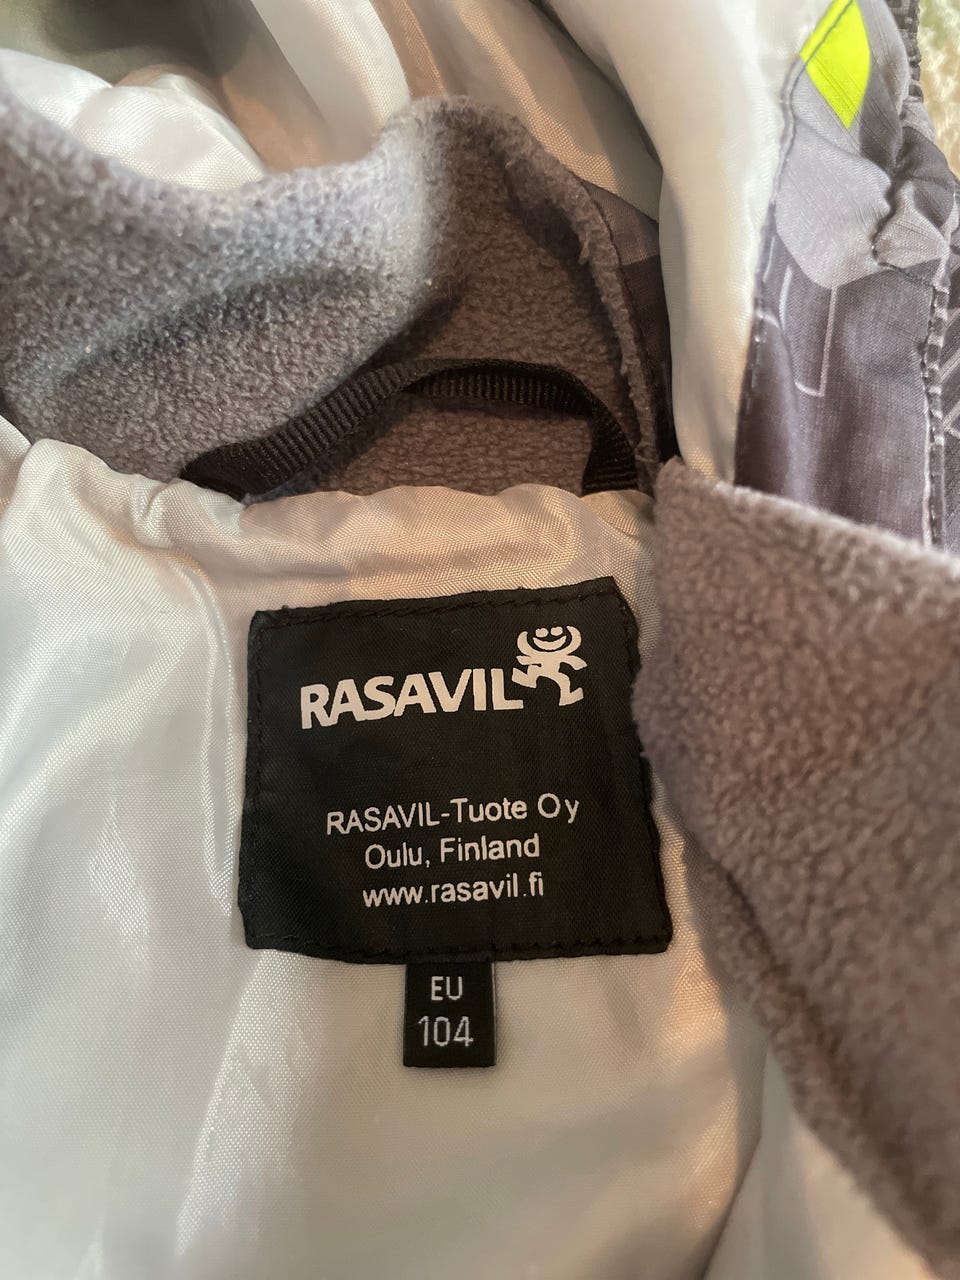 RASAVIL
RASAVIL-Tuote Oy
Oulu, Finland
www.rasavil.fi
EU
104